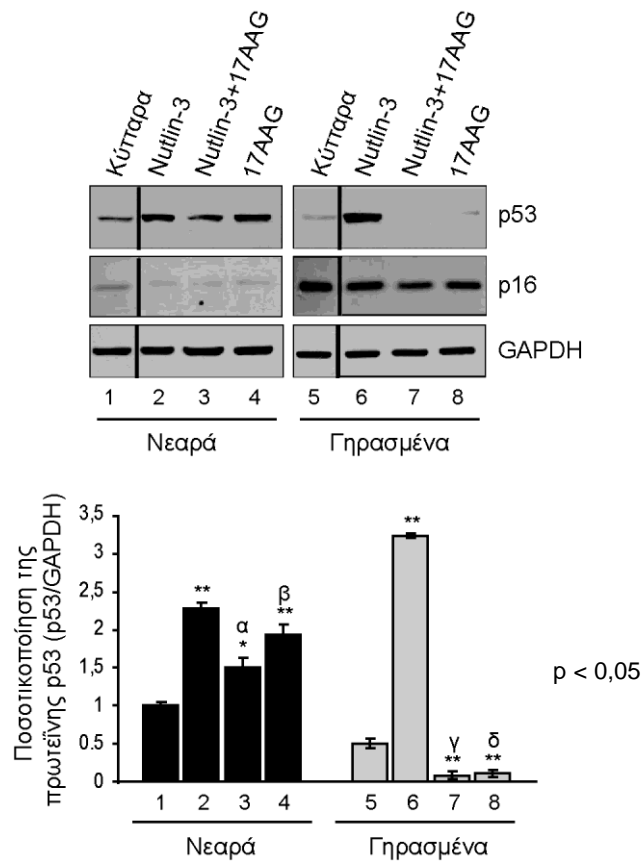 Κύτταρα Nutlin-3 Nutlin-3+17AAG 17AAG Κύτταρα Nutlin-3 Nutlin-3+17AAG 17AAG
p53
p16
GAPDH
1 2 3 4 5 6 7 8
Νεαρά Γηρασμένα
Ποσοτικοποίηση της
πρωτεΐνης p53 (p53/GAPDH)
3,5
3
2,5
2
1,5
1
0.5
0
** α * β ** ** γ ** δ **
p < 0,05
1 2 3 4 5 6 7 8
Νεαρά Γηρασμένα